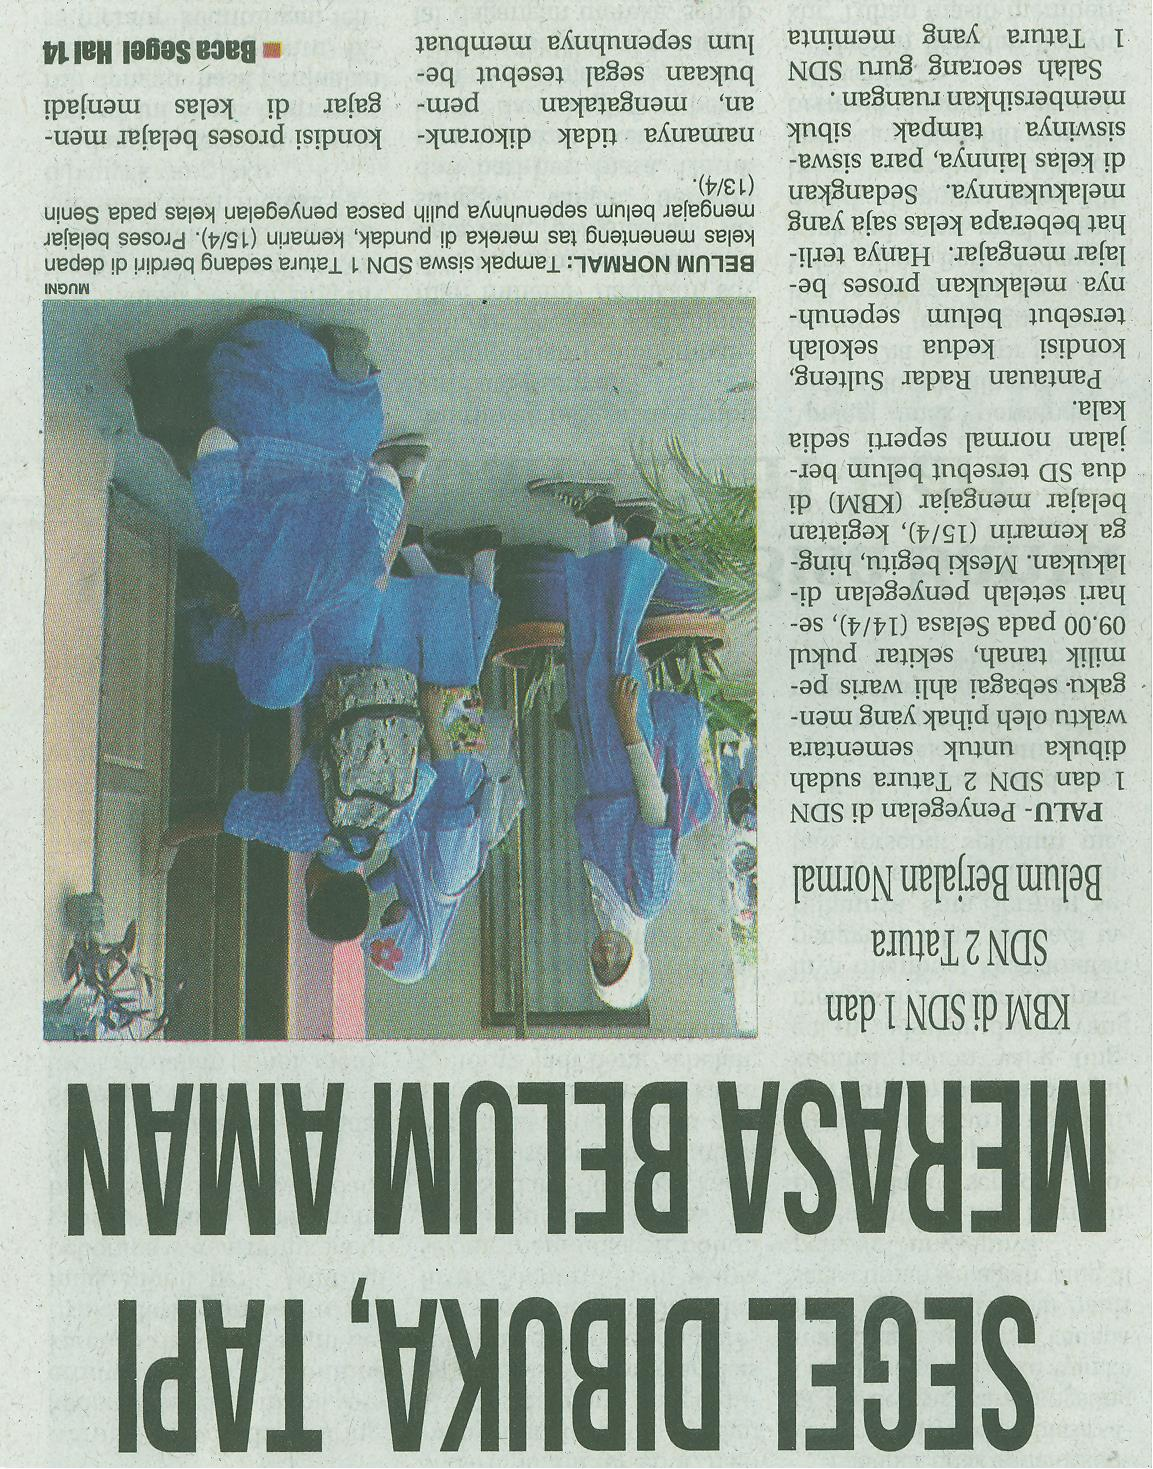 SEGEL DIBUKA, TAPI
MERASA BELUM AMAN
KBM di SDN 1 dan
SDN 2 Tatura
Belum Berjalan Normal
PALU- Penyegelan di SDN
1 dan SDN 2 Tatura sudah
dibuka untuk sementara
waktu oleh pihak yang men-
gaku sebagai ahli waris pe-
milik tanah, sekitar pukul
09.00 pada Selasa (14/4), se-
hari setelah penyegelan di-
lakukan. Meski begitu, hing-
ga kemarin (15/4), kegiatan
belajar mengajar (KBM) di
dua SD tersebut belum ber-
jalan normal seperti sedia
kala.
Pantauan Radar Sulteng,
kondisi kedua sekolah
tersebut belum sepenuh-
nya melakukan proses be-
lajar mengajar. Hanya terli-
hat beberapa kelas saja yang
melakukannya. Sedangkan
di kelas lainnya, para siswa-
siswinya tampak sibuk
membersihkan ruangan.
Salah seorang guru SDN
1 Tatura yang meminta
MUGNI
BELUM NORMAL: Tampak siswa SDN 1 Tatura sedang berdiri di depan
kelas menenteng tas mereka di pundak, kemarin (15/4). Proses belajar
mengajar belum sepenuhnya pulih pasca penyegelan kelas pada Senin
(13/4).
namanya tidak dikorank-
an, mengatakan pem-
bukaan segal tesebut be-
lum sepenuhnya membuat
kondisi proses belajar men-
gajar di kelas menjadi
Baca Segel Hal 14